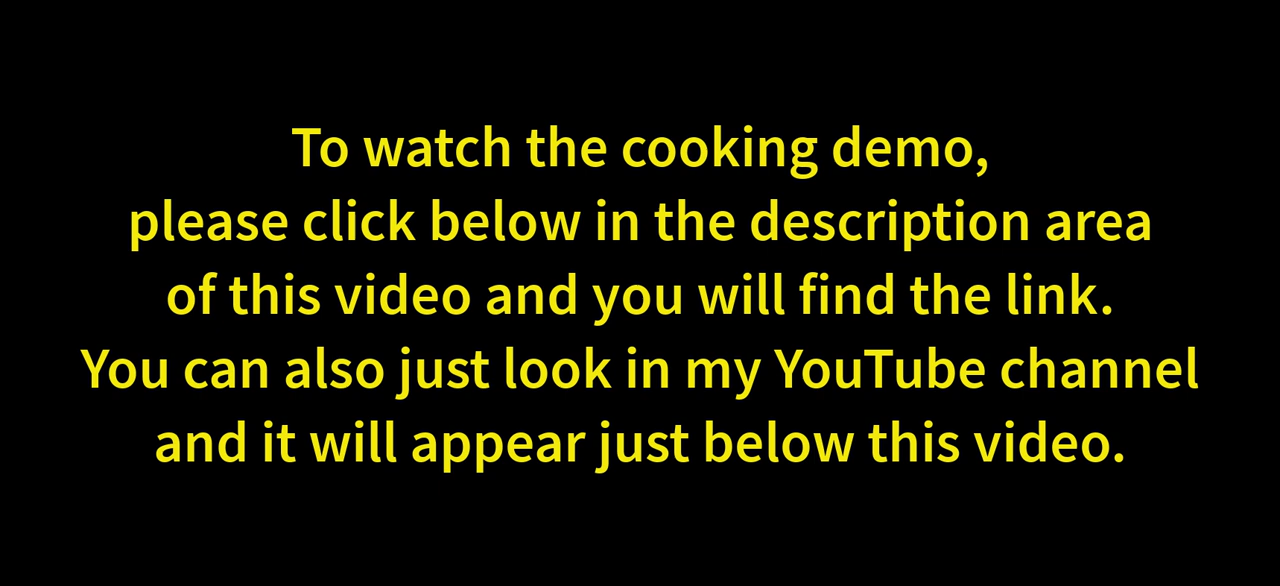 To watch the cooking demo,
please click below in the description area
of this video and you will find the link.
You can also just look in my YouTube channel
and it will appear just below this video.